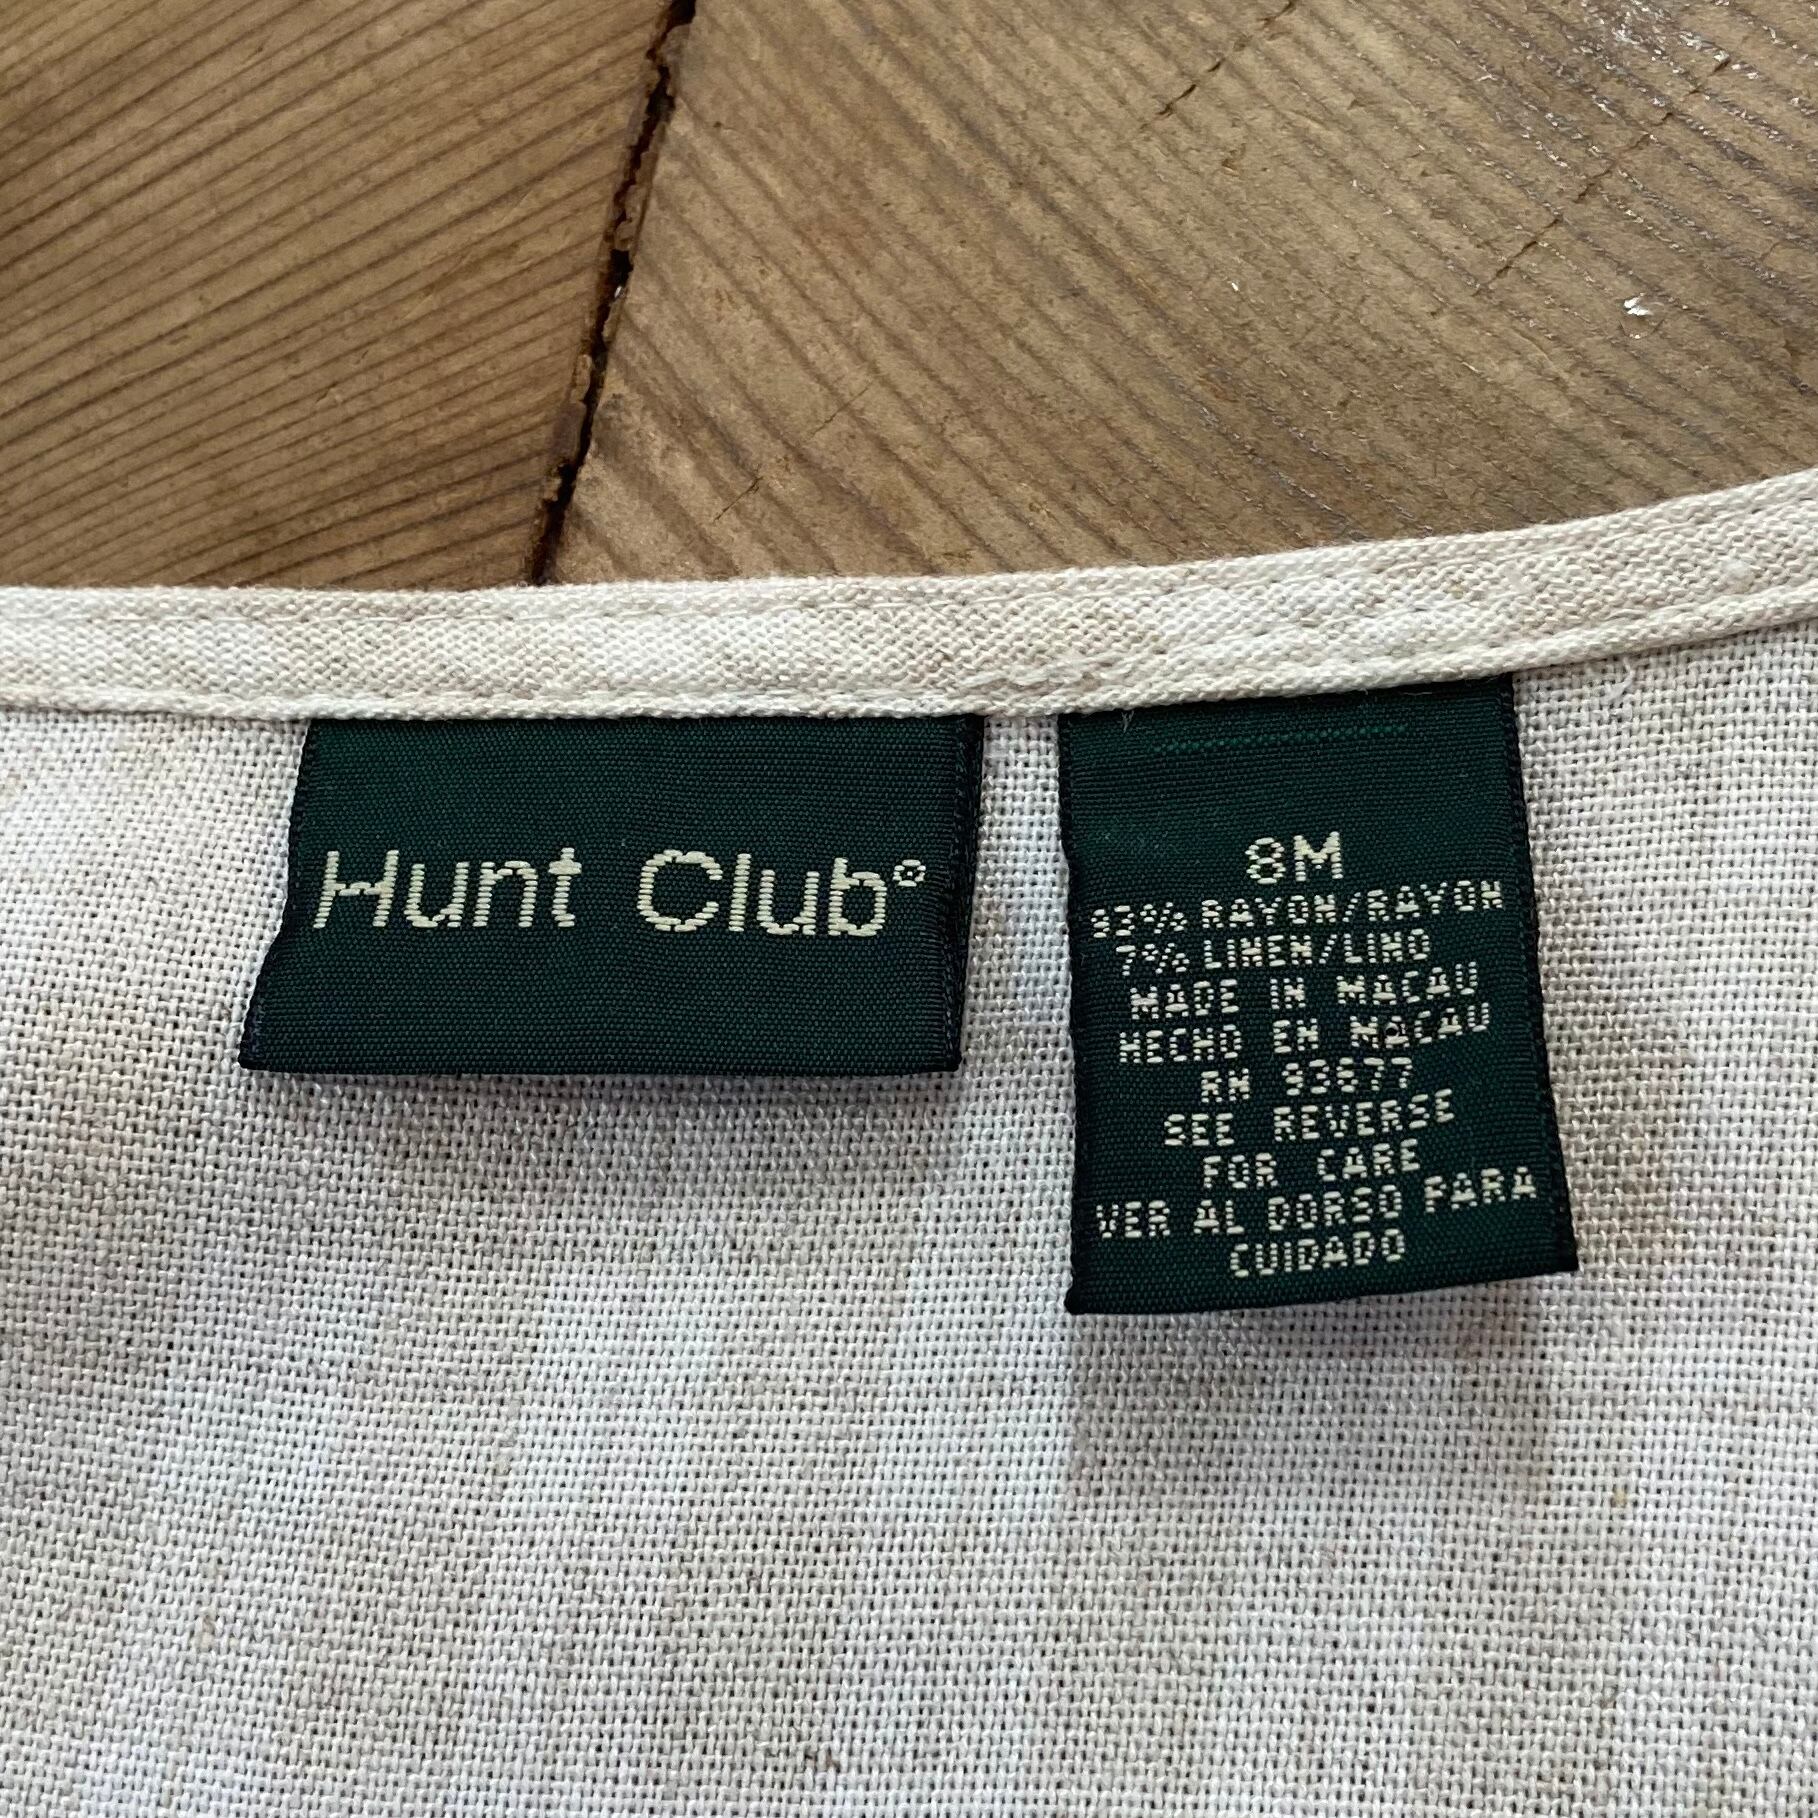 Hunt Club®
8M
93% RAYON/RAYON
7% LINEN/LINO
MADE IN MACAU
HECHO EN MACAU
RN 93677
SEE REVERSE
FOR CARE
VER AL DORSO PARA
CUIDADO